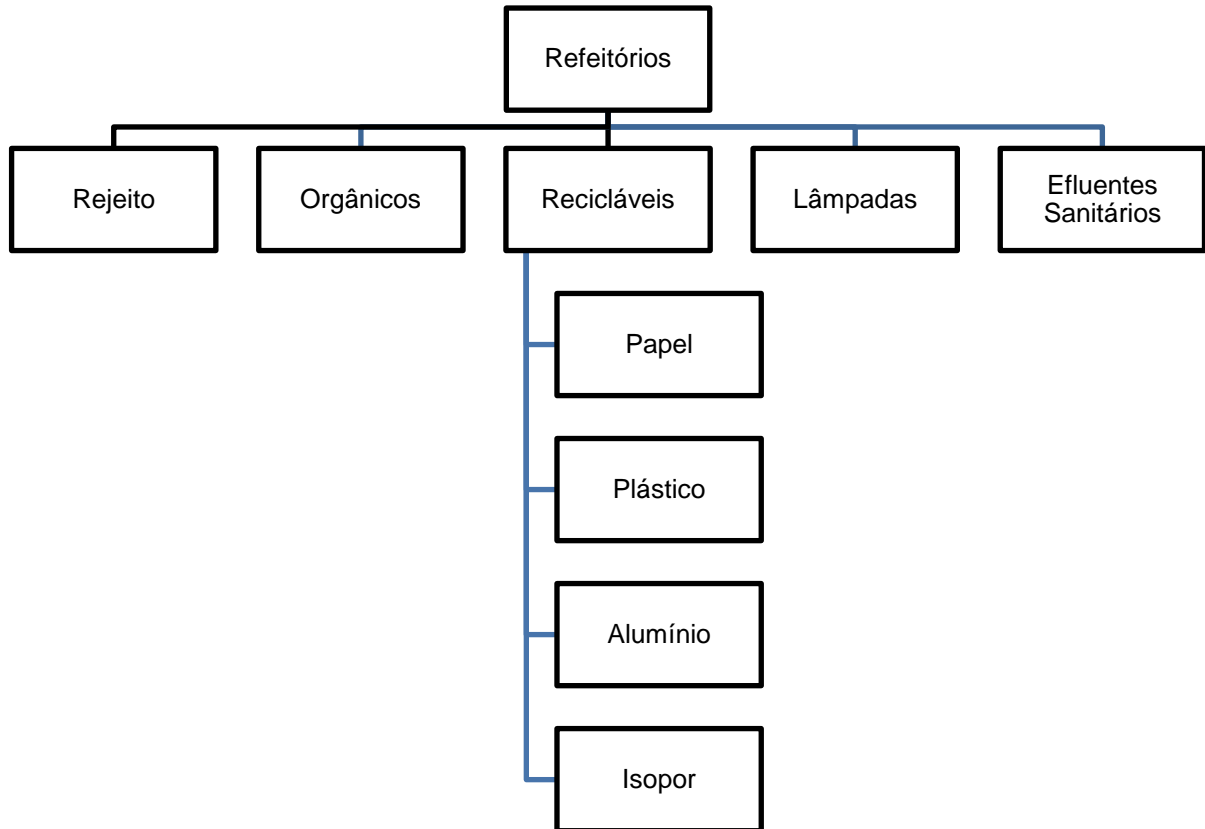 Refeitórios
Rejeito
Orgânicos
Recicláveis
Lâmpadas
Efluentes
Sanitários
Papel
Plástico
Alumínio
Isopor